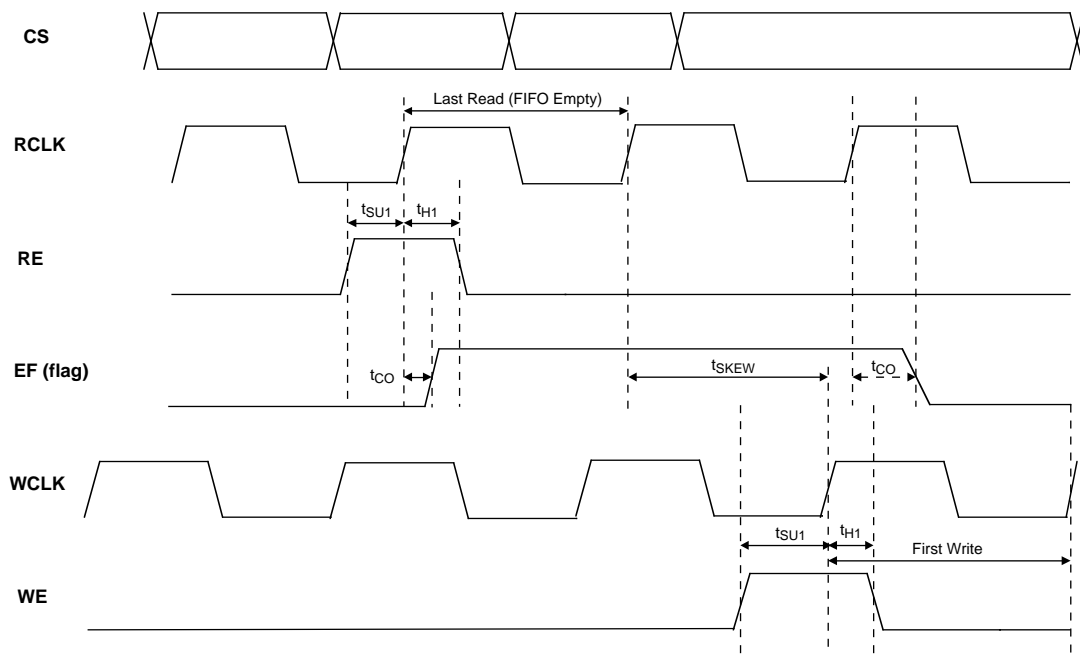 CS
Last Read (FIFO Empty)
RCLK
tSU1 tH1
RE
EF (flag)
tCO tSKEW tCO
WCLK
tSU1 tH1
First Write
WE